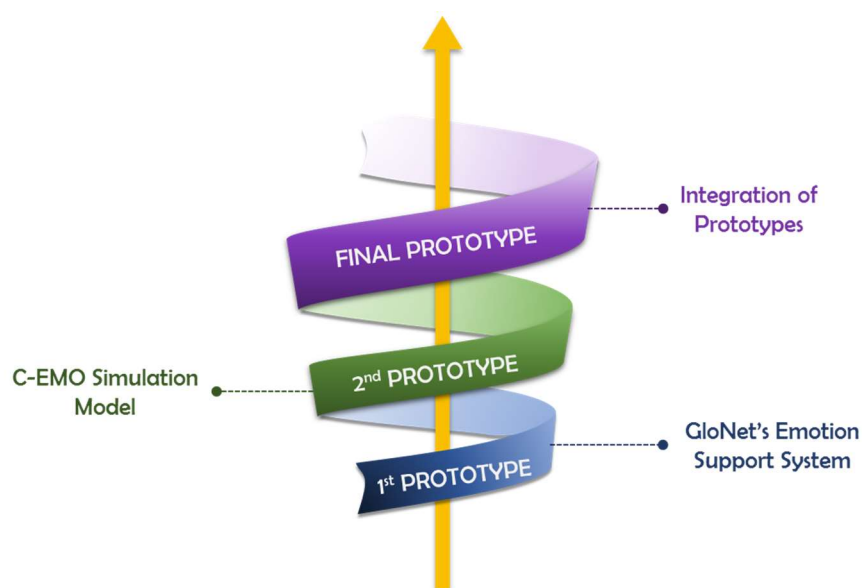 Integration of
Prototypes
FINAL PROTOTYPE
2nd PROTOTYPE
C-EMO Simulation
Model
GloNet's Emotion
Support System
1st PROTOTYPE